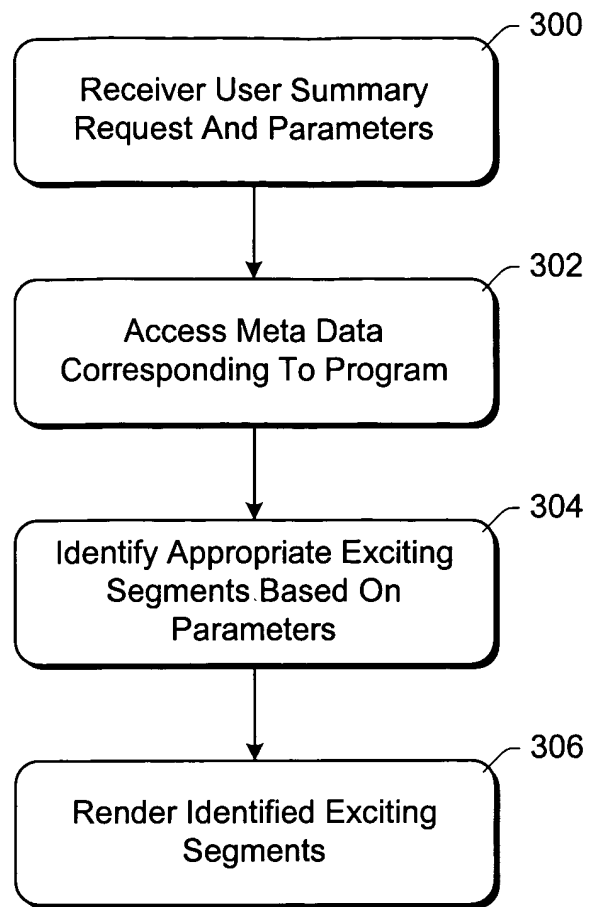 300
Receiver User Summary
Request And Parameters
302
Access Meta Data
Corresponding To Program
304
Identify Appropriate Exciting
Segments Based On
Parameters
306
Render Identified Exciting
Segments